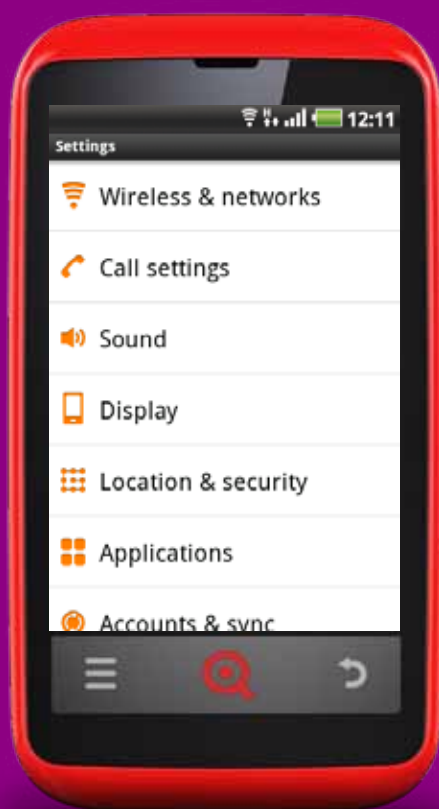 H 12:11
Settings
Wireless & networks
Call settings
Sound
Display
Location & security
Applications
Accounts & sync